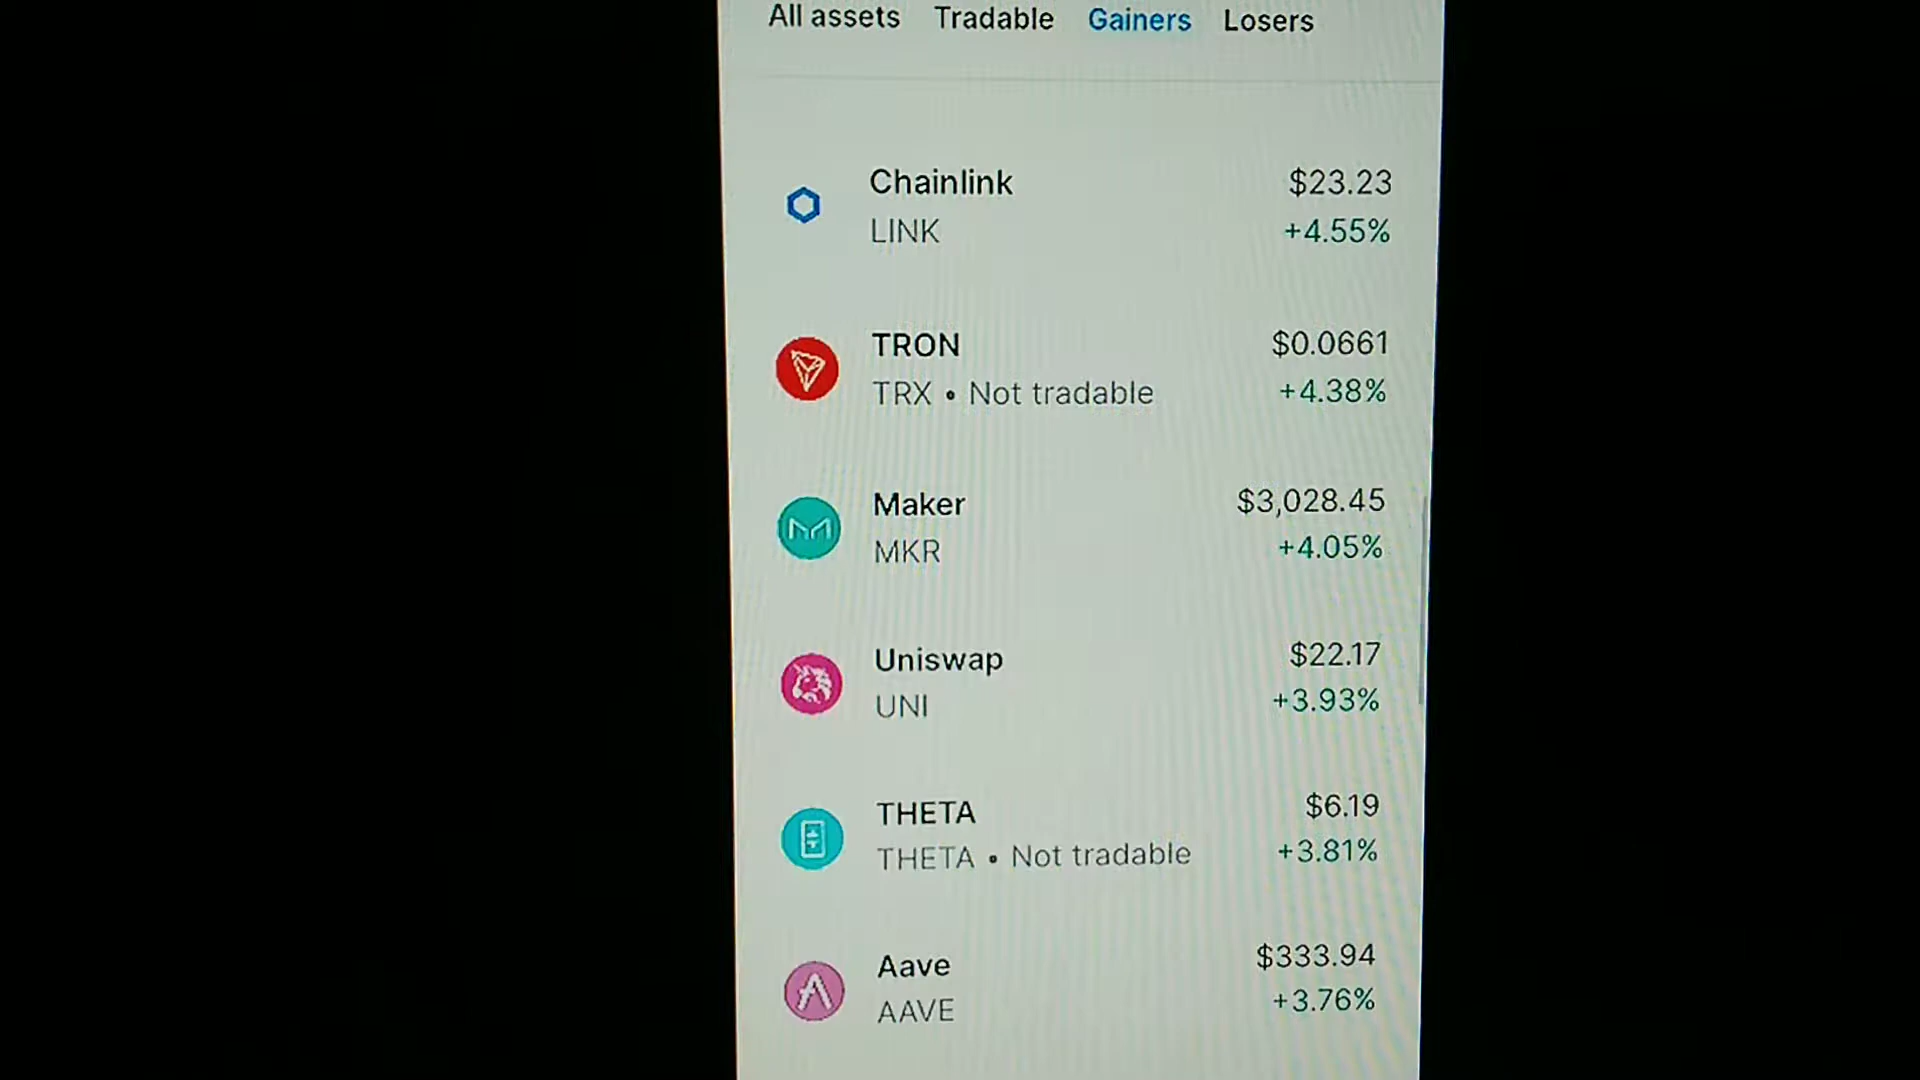 All assets Tradable Gainers Losers
Chainlink $23.23
LINK +4.55%
TRON $0.0661
TRX • Not tradable +4.38%
Maker $3,028.45
MKR +4.05%
Uniswap $22.17
UNI +3.93%
THETA $6.19
THETA • Not tradable +3.81%
Aave $333.94
AAVE +3.76%